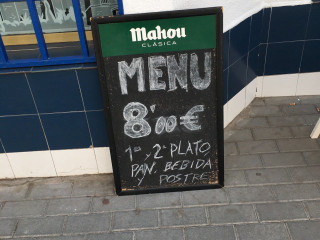 Mahou
CLÁSICA
MENU
8'00€
1º y 2º PLATO
PAN. BEBIDA
Y POSTRE